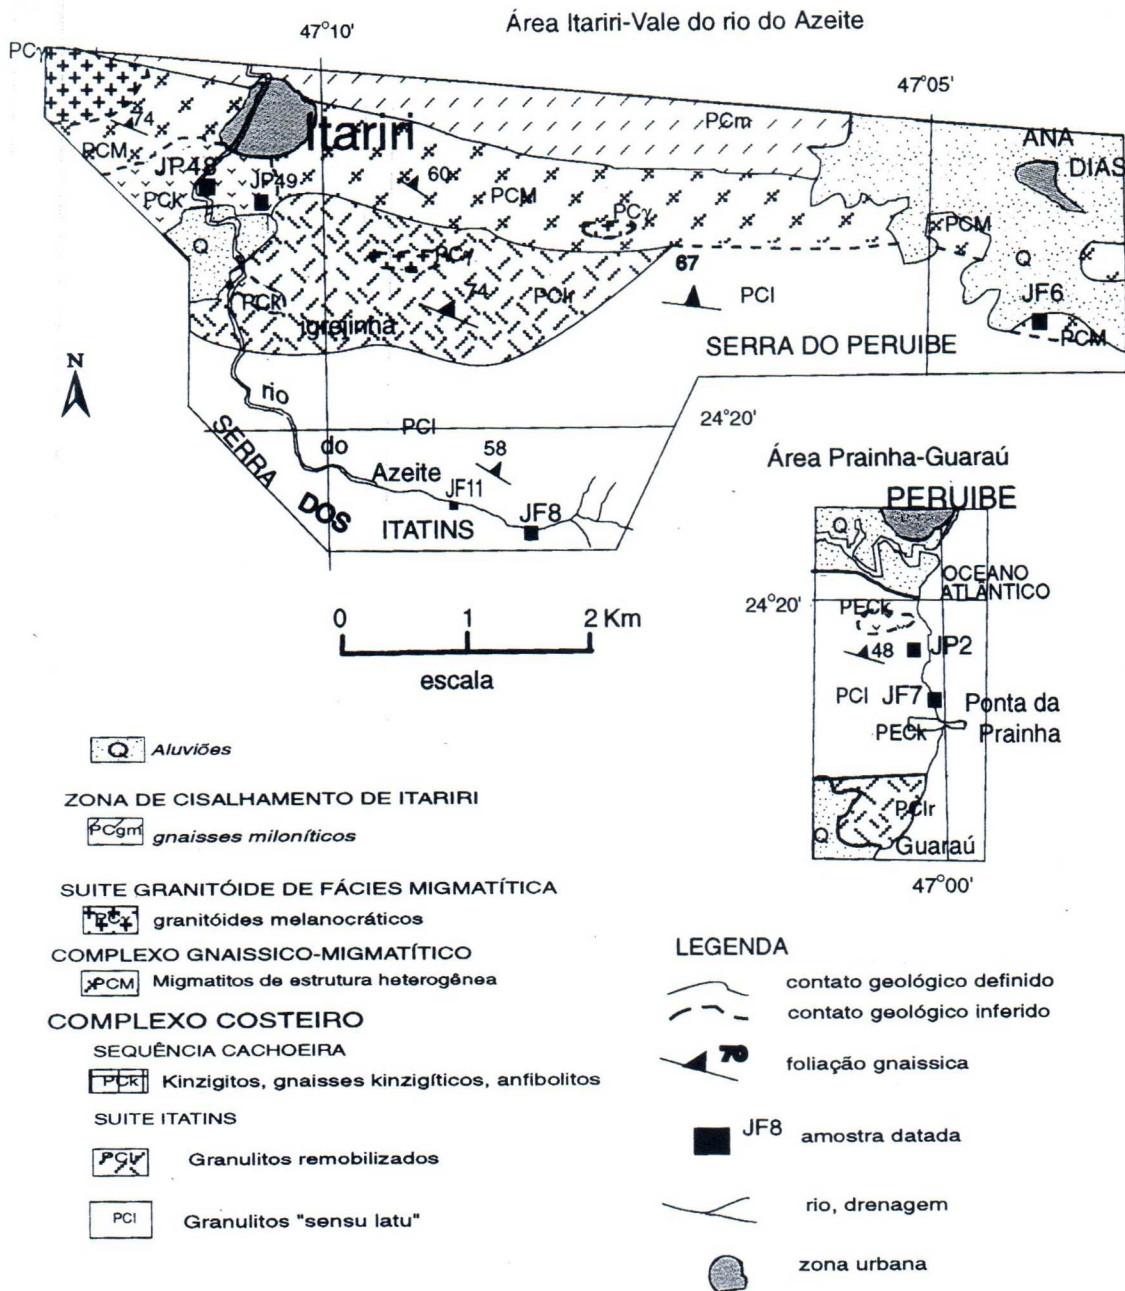 Área Itariri-Vale do rio do Azeite
47°10'
47°05'
PCγ
74
PCm
Itariri
PCM
ANA
DIAS
JP48
JP49
60
PCM
PCk
PCγ
PCM
Q
PCγ
67
Q
PCk
74
PCIr
PCI
JF6
Igrejinha
PCM
SERRA DO PERUIBE
N
rio
do
Azeite
PCI
24°20'
58
SERRA DOS ITATINS
JF11
JF8
Área Prainha-Guaraú
PERUIBE
Q
OCEANO
ATLÂNTICO
24°20'
PECk
48
JP2
PCI
JF7
Ponta da
Prainha
PECk
PCIr
Q
Guaraú
47°00'
0 1 2 Km
escala
Q Aluviões
ZONA DE CISALHAMENTO DE ITARIRI
PCgm gnaisses miloníticos
SUITE GRANITÓIDE DE FÁCIES MIGMATÍTICA
PCγ granitóides melanocráticos
COMPLEXO GNAISSICO-MIGMATÍTICO
PCM Migmatitos de estrutura heterogênea
COMPLEXO COSTEIRO
SEQUÊNCIA CACHOEIRA
PCk Kinzigitos, gnaisses kinzigíticos, anfibolitos
SUITE ITATINS
PCIr Granulitos remobilizados
PCI Granulitos "sensu latu"
LEGENDA
contato geológico definido
contato geológico inferido
70 foliação gnaissica
JF8 amostra datada
rio, drenagem
zona urbana